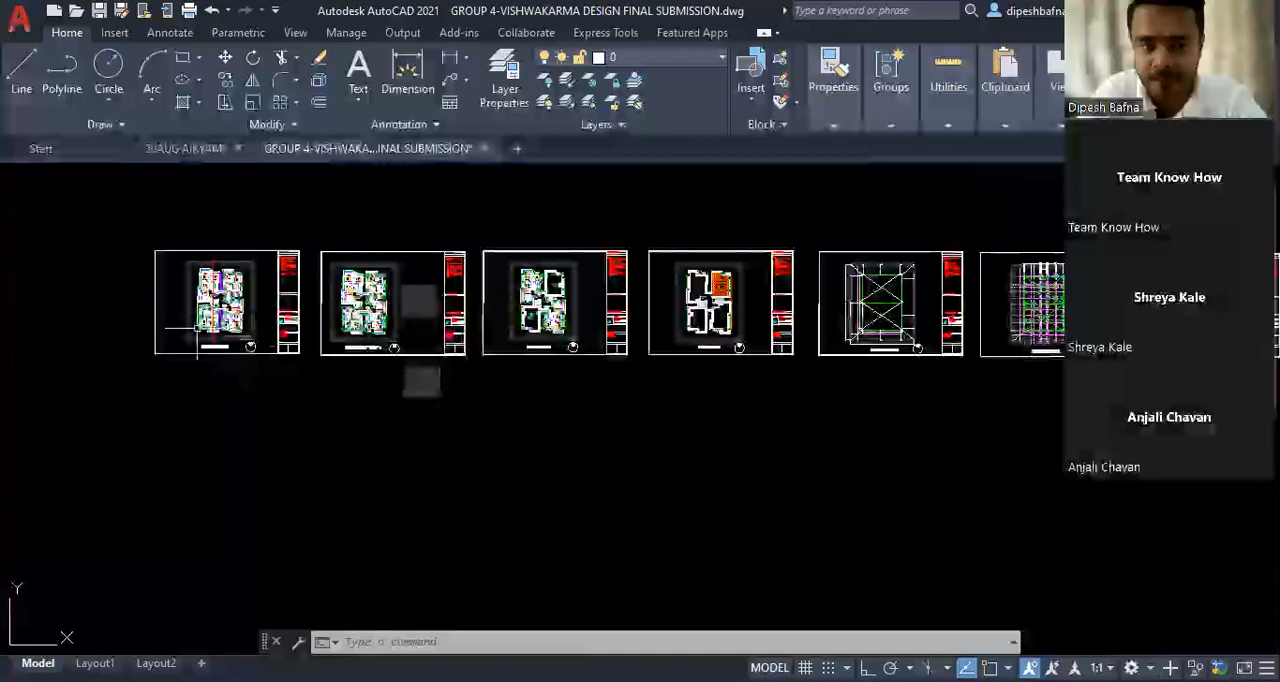 Autodesk AutoCAD 2021 GROUP 4-VISHWAKARMA DESIGN FINAL SUBMISSION.dwg
Type a keyword or phrase
dipeshbafna
Home Insert Annotate Parametric View Manage Output Add-ins Collaborate Express Tools Featured Apps
0
Line Polyline Circle Arc
Text Dimension
Layer Properties
Insert
Properties Groups Utilities Clipboard
Draw Modify Annotation Layers Block
Start
GROUP 4-VISHWAKA...INAL SUBMISSION*
Dipesh Bafna
Team Know How
Team Know How
Shreya Kale
Shreya Kale
Anjali Chavan
Anjali Chavan
Y
X
Type a command
Model Layout1 Layout2
MODEL
1:1